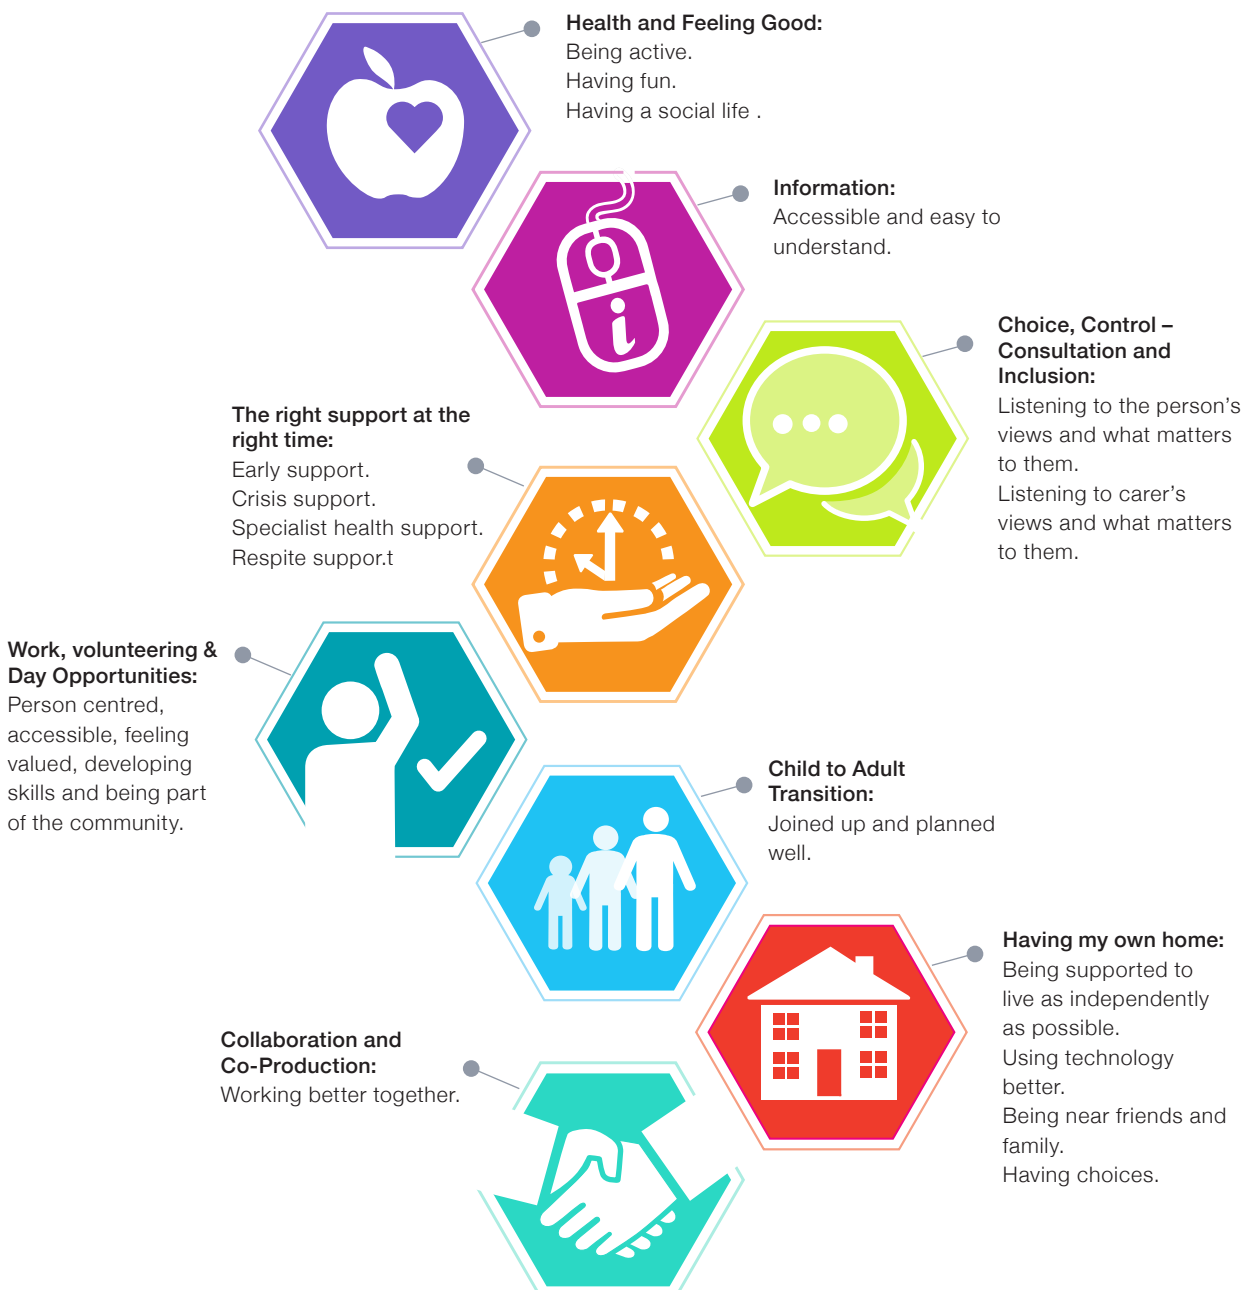 Health and Feeling Good:
Being active.
Having fun.
Having a social life .
Information:
Accessible and easy to
understand.
Choice, Control –
Consultation and
Inclusion:
Listening to the person's
views and what matters
to them.
Listening to carer's
views and what matters
to them.
The right support at the
right time:
Early support.
Crisis support.
Specialist health support.
Respite suppor.t
Work, volunteering &
Day Opportunities:
Person centred,
accessible, feeling
valued, developing
skills and being part
of the community.
Child to Adult
Transition:
Joined up and planned
well.
Having my own home:
Being supported to
live as independently
as possible.
Using technology
better.
Being near friends and
family.
Having choices.
Collaboration and
Co-Production:
Working better together.